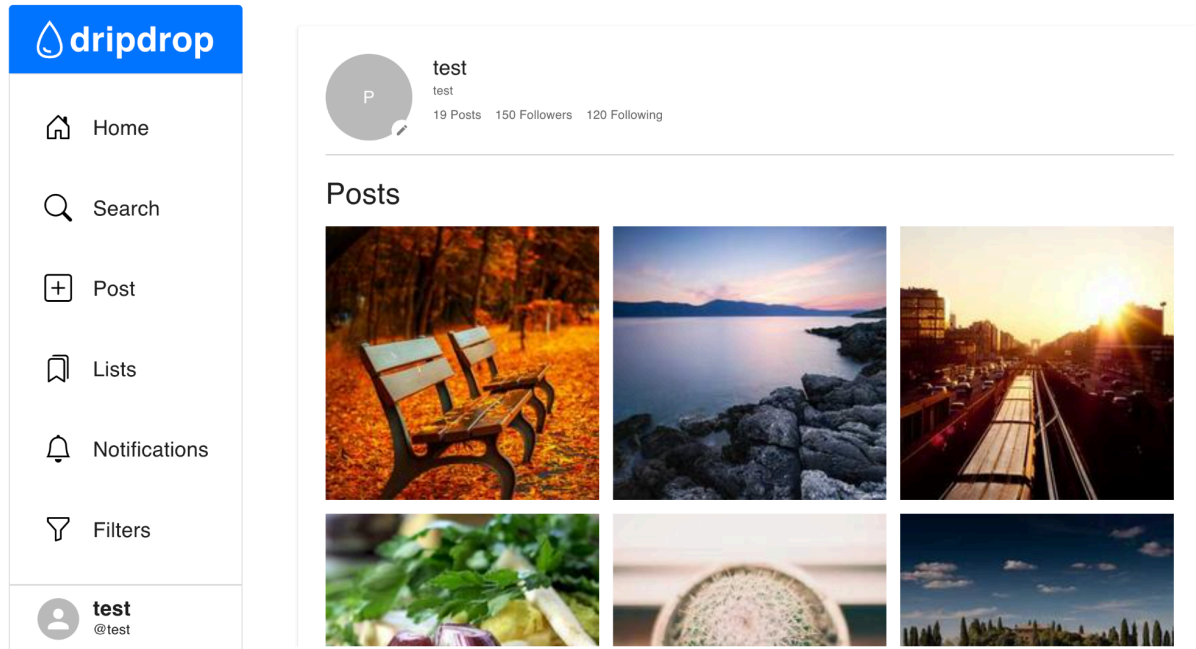 dripdrop
Home
Search
Post
Lists
Notifications
Filters
test
@test
P
test
test
19 Posts 150 Followers 120 Following
Posts